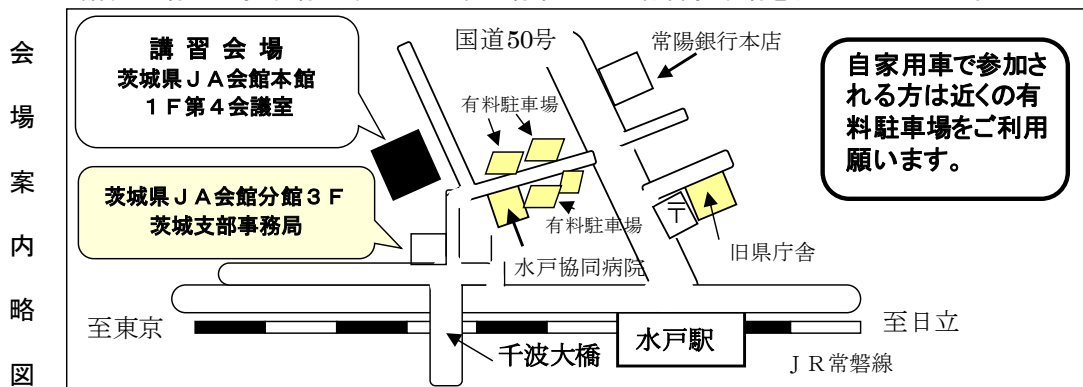 会場案内略図
講習会場
茨城県ＪＡ会館本館
１Ｆ第４会議室
茨城県ＪＡ会館分館３Ｆ
茨城支部事務局
国道50号
常陽銀行本店
有料駐車場
有料駐車場
水戸協同病院
〒
旧県庁舎
自家用車で参加さ
れる方は近くの有
料駐車場をご利用
願います。
至東京
千波大橋
水戸駅
至日立
ＪＲ常磐線